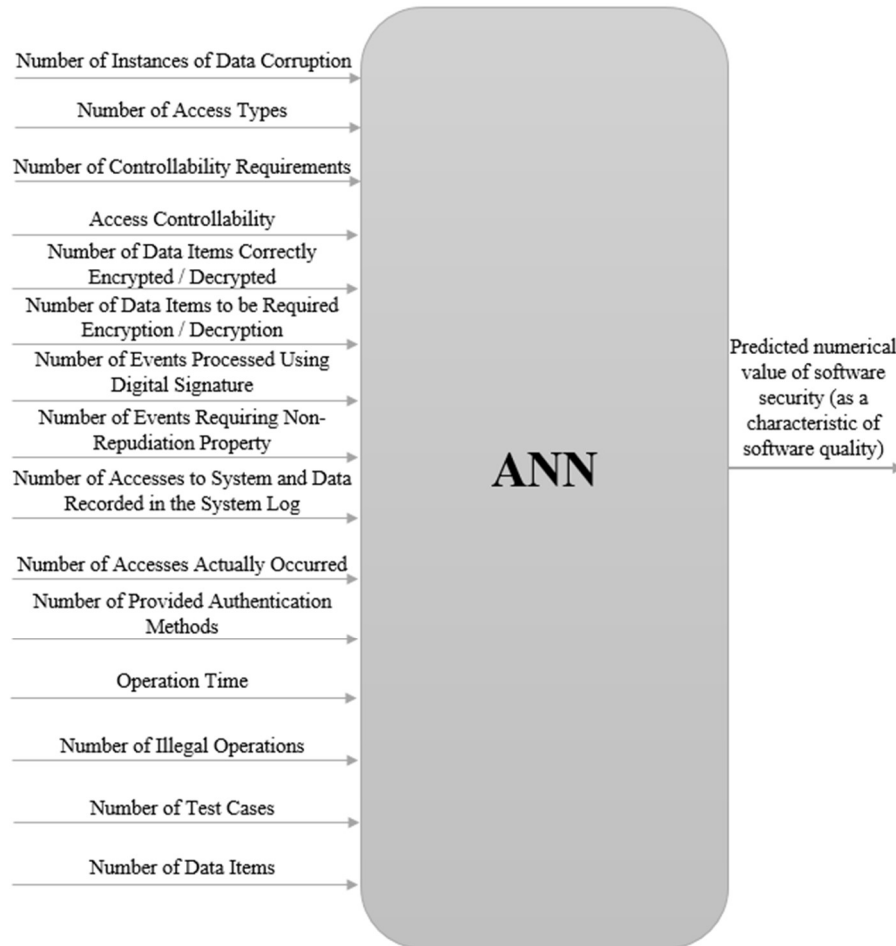 Number of Instances of Data Corruption
Number of Access Types
Number of Controllability Requirements
Access Controllability
Number of Data Items Correctly
Encrypted / Decrypted
Number of Data Items to be Required
Encryption / Decryption
Number of Events Processed Using
Digital Signature
Number of Events Requiring Non-
Repudiation Property
Number of Accesses to System and Data
Recorded in the System Log
Number of Accesses Actually Occurred
Number of Provided Authentication
Methods
Operation Time
Number of Illegal Operations
Number of Test Cases
Number of Data Items
ANN
Predicted numerical
value of software
security (as a
characteristic of
software quality)